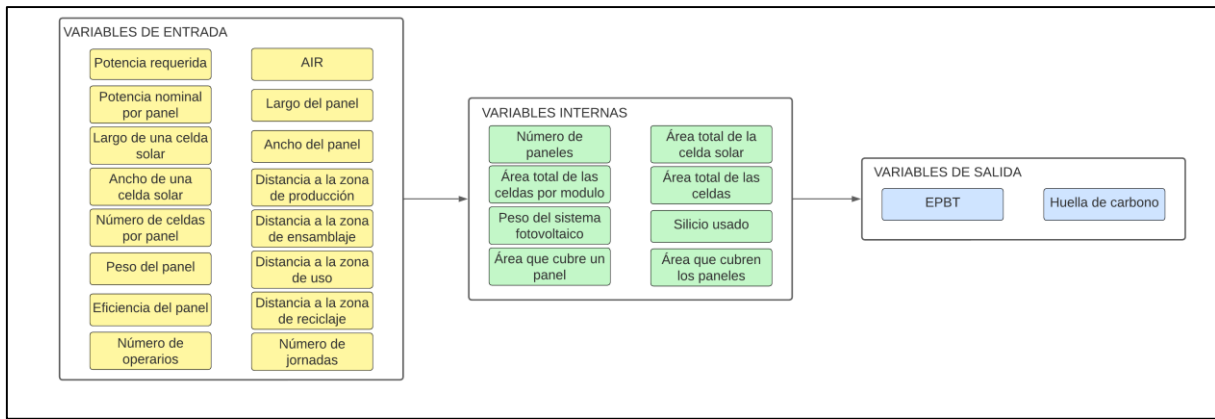 VARIABLES DE ENTRADA
Potencia requerida
AIR
Potencia nominal
por panel
Largo del panel
Largo de una celda
solar
Ancho del panel
Ancho de una
celda solar
Distancia a la zona
de producción
Número de celdas
por panel
Distancia a la zona
de ensamblaje
Peso del panel
Distancia a la zona
de uso
Eficiencia del panel
Distancia a la zona
de reciclaje
Número de
operarios
Número de
jornadas
VARIABLES INTERNAS
Número de
paneles
Área total de la
celda solar
Área total de las
celdas por modulo
Área total de las
celdas
Peso del sistema
fotovoltaico
Silicio usado
Área que cubre un
panel
Área que cubren
los paneles
VARIABLES DE SALIDA
EPBT
Huella de carbono